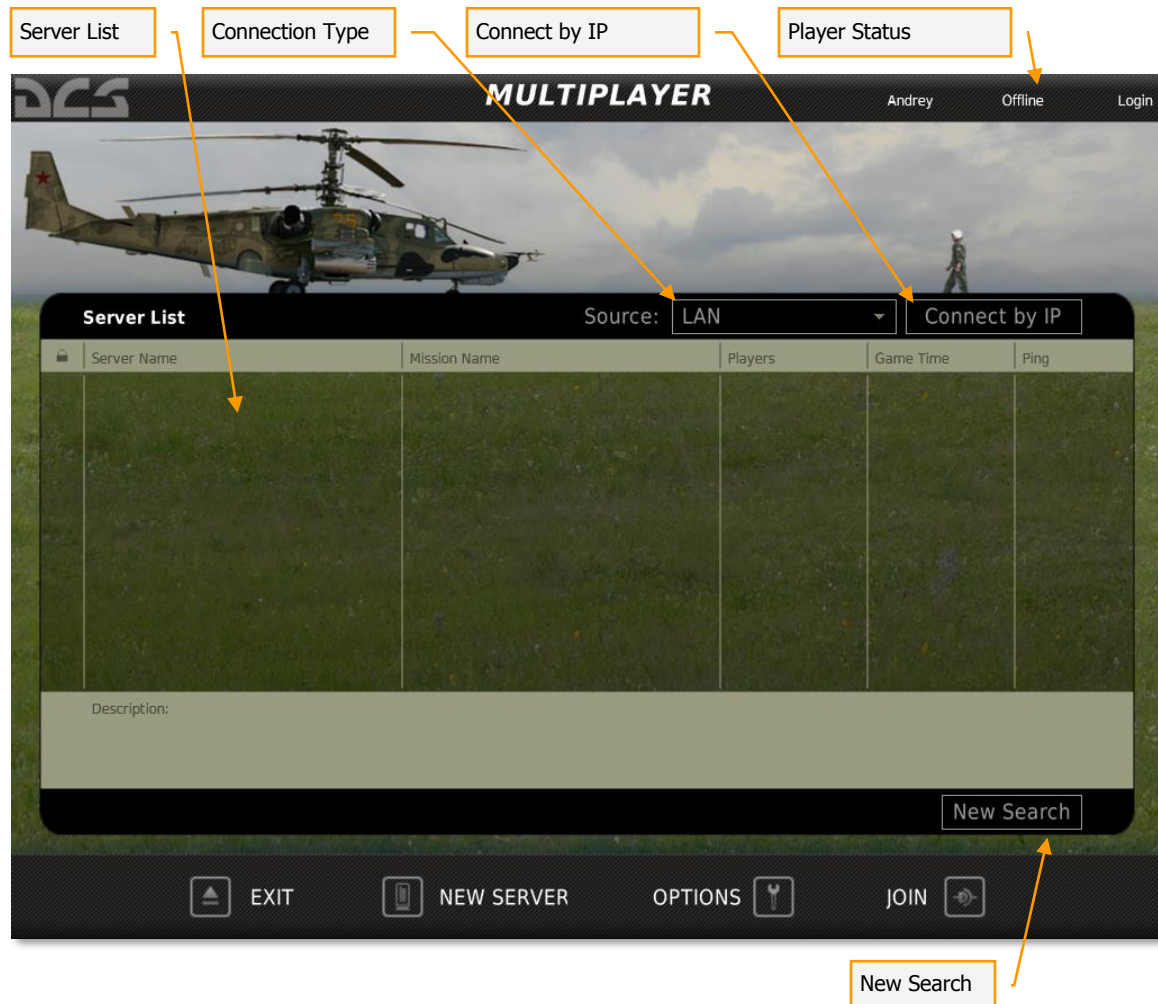 Server List Connection Type Connect by IP Player Status
DCS MULTIPLAYER Andrey Offline Login
25
Server List Source: LAN Connect by IP
Server Name Mission Name Players Game Time Ping
Description:
New Search
EXIT NEW SERVER OPTIONS JOIN
New Search